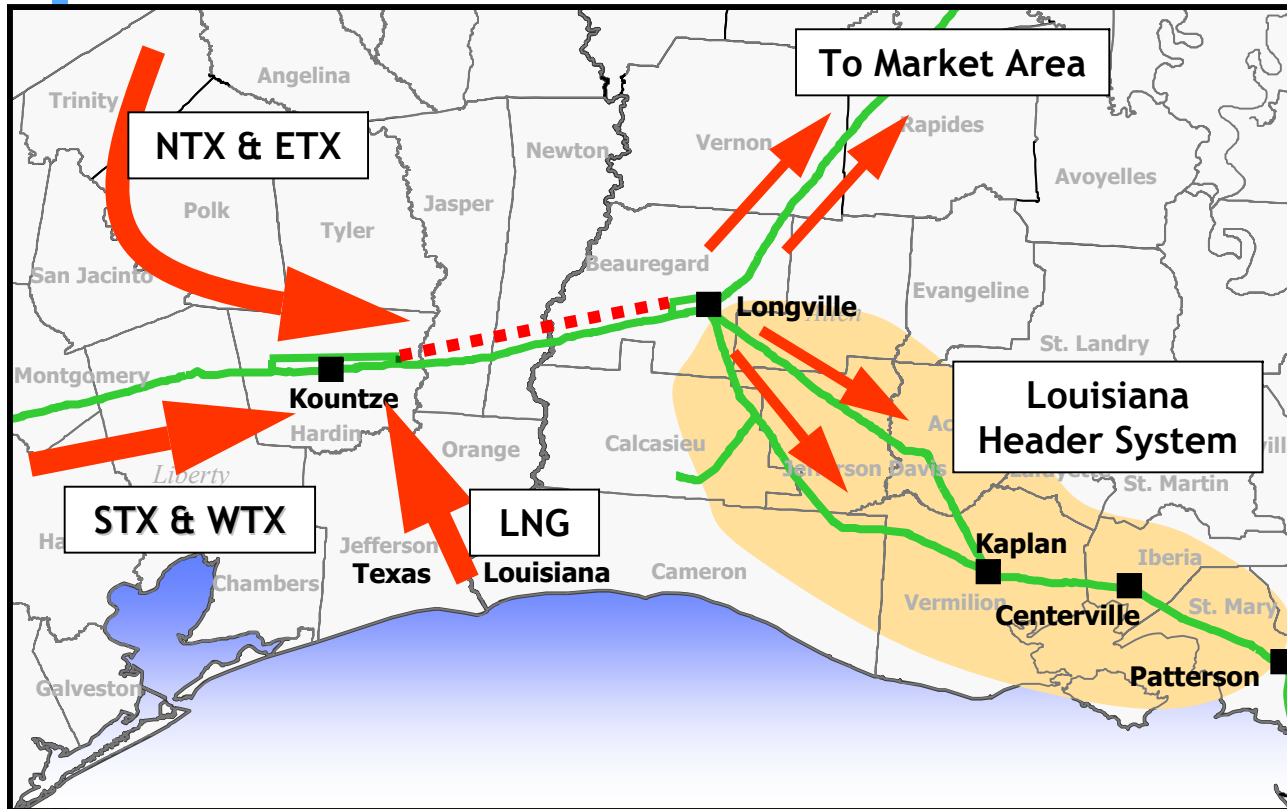 To Market Area
Angelina
Trinity
NTX & ETX
Newton
Vernon
Rapides
Avoyelles
Polk
Jasper
Tyler
San Jacinto
Beauregard
Evangeline
Longville
Allen
St. Landry
Montgomery
Kountze
Hardin
Louisiana
Header System
Orange
Calcasieu
Jefferson Davis
Liberty
Lafayette
St. Martin
STX & WTX
LNG
Jefferson
Texas
Louisiana
Cameron
Kaplan
Iberia
Chambers
Vermilion
Centerville
St. Mary
Patterson
Galveston